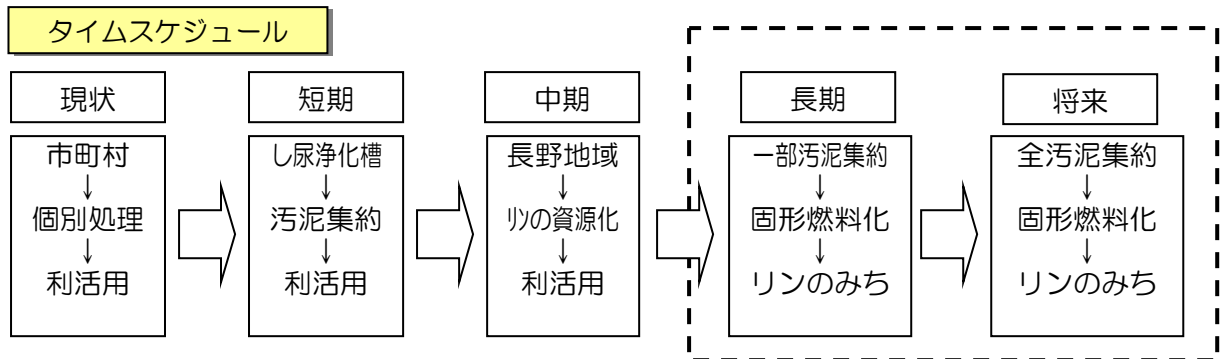 タイムスケジュール
現状
市町村
↓
個別処理
↓
利活用
短期
し尿浄化槽
↓
汚泥集約
↓
利活用
中期
長野地域
↓
リンの資源化
↓
利活用
長期
一部汚泥集約
↓
固形燃料化
↓
リンのみち
将来
全汚泥集約
↓
固形燃料化
↓
リンのみち